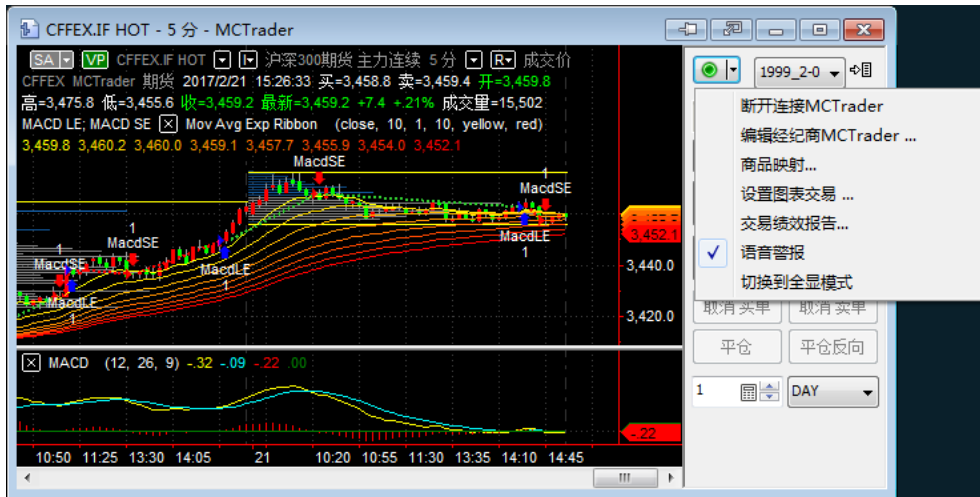 CFFEX.IF HOT - 5 分 - MCTrader
SA VP CFFEX.IF HOT I 沪深300期货 主力连续 5 分 R 成交价
CFFEX MCTrader 期货 2017/2/21 15:26:33 买=3,458.8 卖=3,459.4 开=3,459.8
高=3,475.8 低=3,455.6 收=3,459.2 最新=3,459.2 +7.4 +.21% 成交量=15,502
MACD LE; MACD SE Mov Avg Exp Ribbon (close, 10, 1, 10, yellow, red)
3,459.8 3,460.2 3,460.0 3,459.1 3,457.7 3,455.9 3,454.0 3,452.1
MacdSE
1
MacdSE
1
MacdSE
1
MacdSE
MacdLE
1
MacdLE
1
MacdLE
1
3,452.1
3,440.0
3,420.0
MACD (12, 26, 9) -.32 -.09 -.22 .00
-.22
10:50 11:25 13:30 14:05 21 10:20 10:55 11:30 13:35 14:10 14:45
1999_2-0
断开连接MCTrader
编辑经纪商MCTrader ...
商品映射...
设置图表交易 ...
交易绩效报告...
语音警报
切换到全显模式
取消买单 取消卖单
平仓 平仓反向
1 DAY